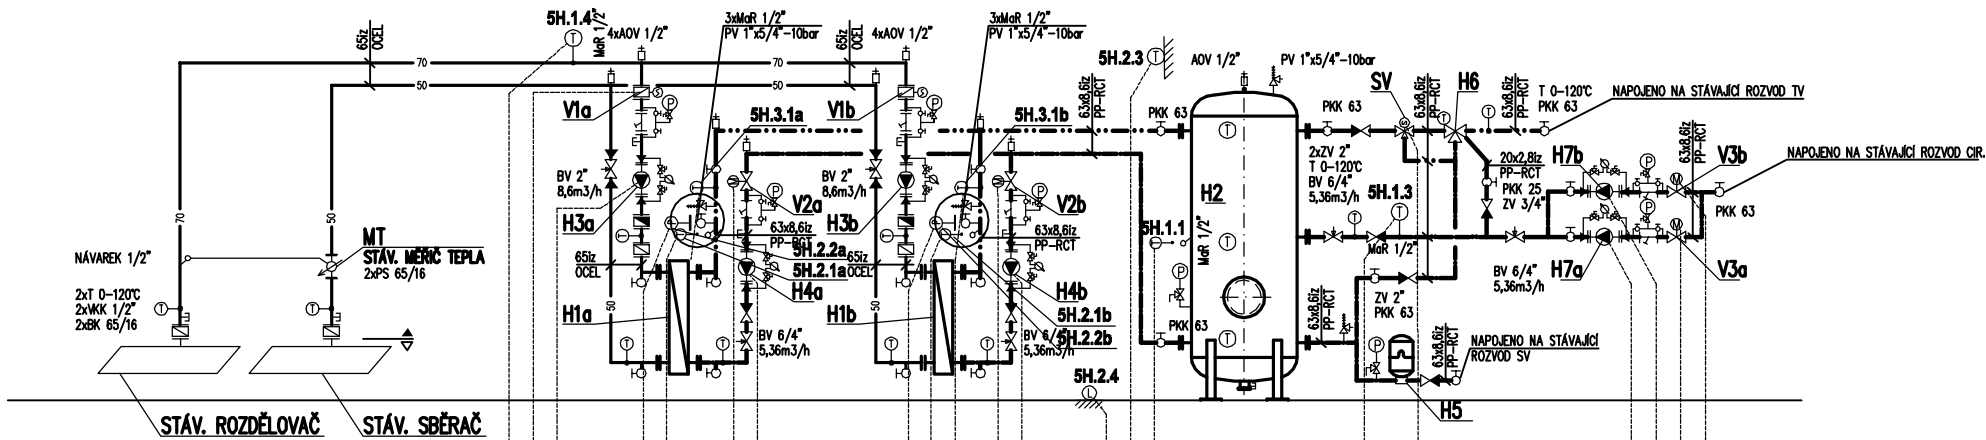 5H.1.4
MaR 1/2"
65iz
OCEL
4xAOV 1/2"
3xMaR 1/2"
PV 1"x5/4"-10bar
4xAOV 1/2"
65iz
OCEL
3xMaR 1/2"
PV 1"x5/4"-10bar
5H.2.3
AOV 1/2"
PV 1"x5/4"-10bar
SV
H6
70
50
70
50
V1a
V1b
5H.3.1a
5H.3.1b
63x8,6iz
PP-RCT
PKK 63
PKK 63
63x8,6iz
PP-RCT
63x8,6iz
PP-RCT
T 0-120°C
PKK 63
NAPOJENO NA STÁVAJÍCÍ ROZVOD TV
2xZV 2"
T 0-120°C
BV 6/4"
5,36m3/h
20x2,8iz
PP-RCT
PKK 25
ZV 3/4"
H7b
63x8,6iz
PP-RCT
V3b
NAPOJENO NA STÁVAJÍCÍ ROZVOD CIR.
PKK 63
BV 2"
8,6m3/h
H3a
V2a
BV 2"
8,6m3/h
H3b
V2b
H2
5H.1.3
5H.1.1
MaR 1/2"
MaR 1/2"
70
50
MT
STÁV. MĚŘIČ TEPLA
2xPS 65/16
NÁVAREK 1/2"
2xT 0-120°C
2xVKK 1/2"
2xBK 65/16
63x8,6iz
PP-RCT
5H.2.2a
5H.2.1a
H4a
65iz
OCEL
63x8,6iz
PP-RCT
65iz
OCEL
H4b
5H.2.1b
5H.2.2b
H1a
H1b
50
50
BV 6/4"
5,36m3/h
BV 6/4"
5,36m3/h
PKK 63
63x8,6iz
PP-RCT
ZV 2"
PKK 63
BV 6/4"
5,36m3/h
H7a
V3a
63x8,6iz
PP-RCT
NAPOJENO NA STÁVAJÍCÍ
ROZVOD SV
H5
5H.2.4
STÁV. ROZDĚLOVAČ
STÁV. SBĚRAČ